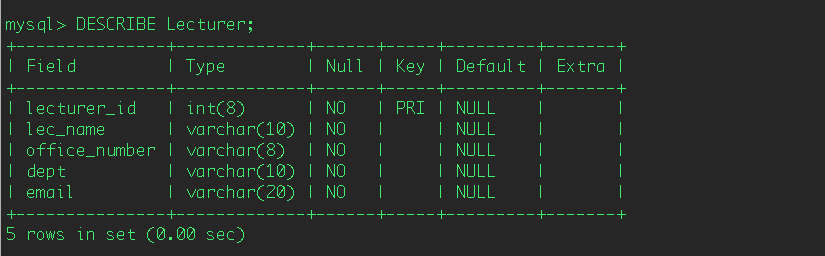 mysql> DESCRIBE Lecturer;
+---------------+-------------+------+-----+---------+-------+
| Field         | Type        | Null | Key | Default | Extra |
+---------------+-------------+------+-----+---------+-------+
| lecturer_id   | int(8)      | NO   | PRI | NULL    |       |
| lec_name      | varchar(10) | NO   |     | NULL    |       |
| office_number | varchar(8)  | NO   |     | NULL    |       |
| dept          | varchar(10) | NO   |     | NULL    |       |
| email         | varchar(20) | NO   |     | NULL    |       |
+---------------+-------------+------+-----+---------+-------+
5 rows in set (0.00 sec)